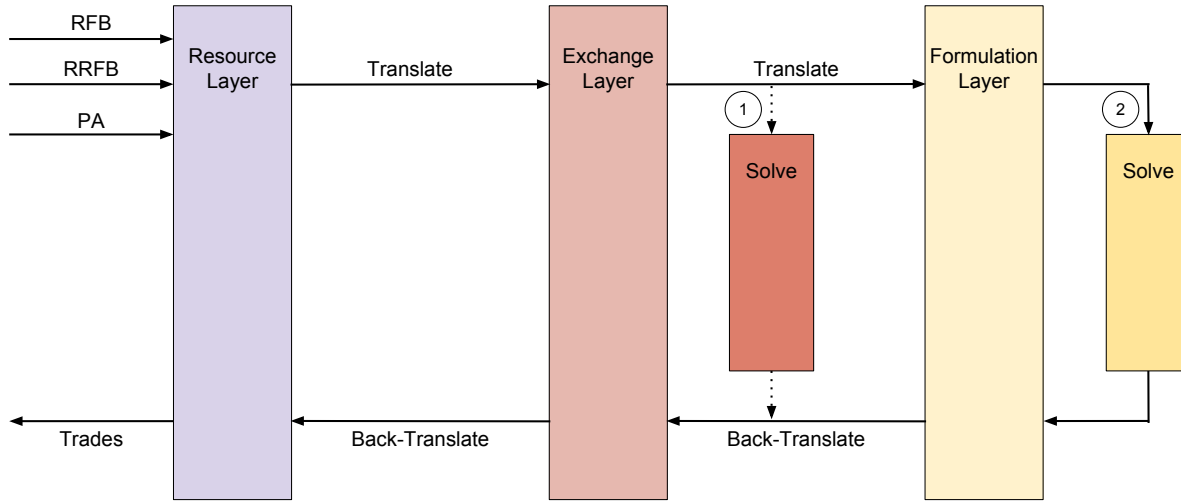 RFB
RRFB
PA
Resource
Layer
Translate
Exchange
Layer
Translate
Formulation
Layer
1
2
Solve
Solve
Trades
Back-Translate
Back-Translate